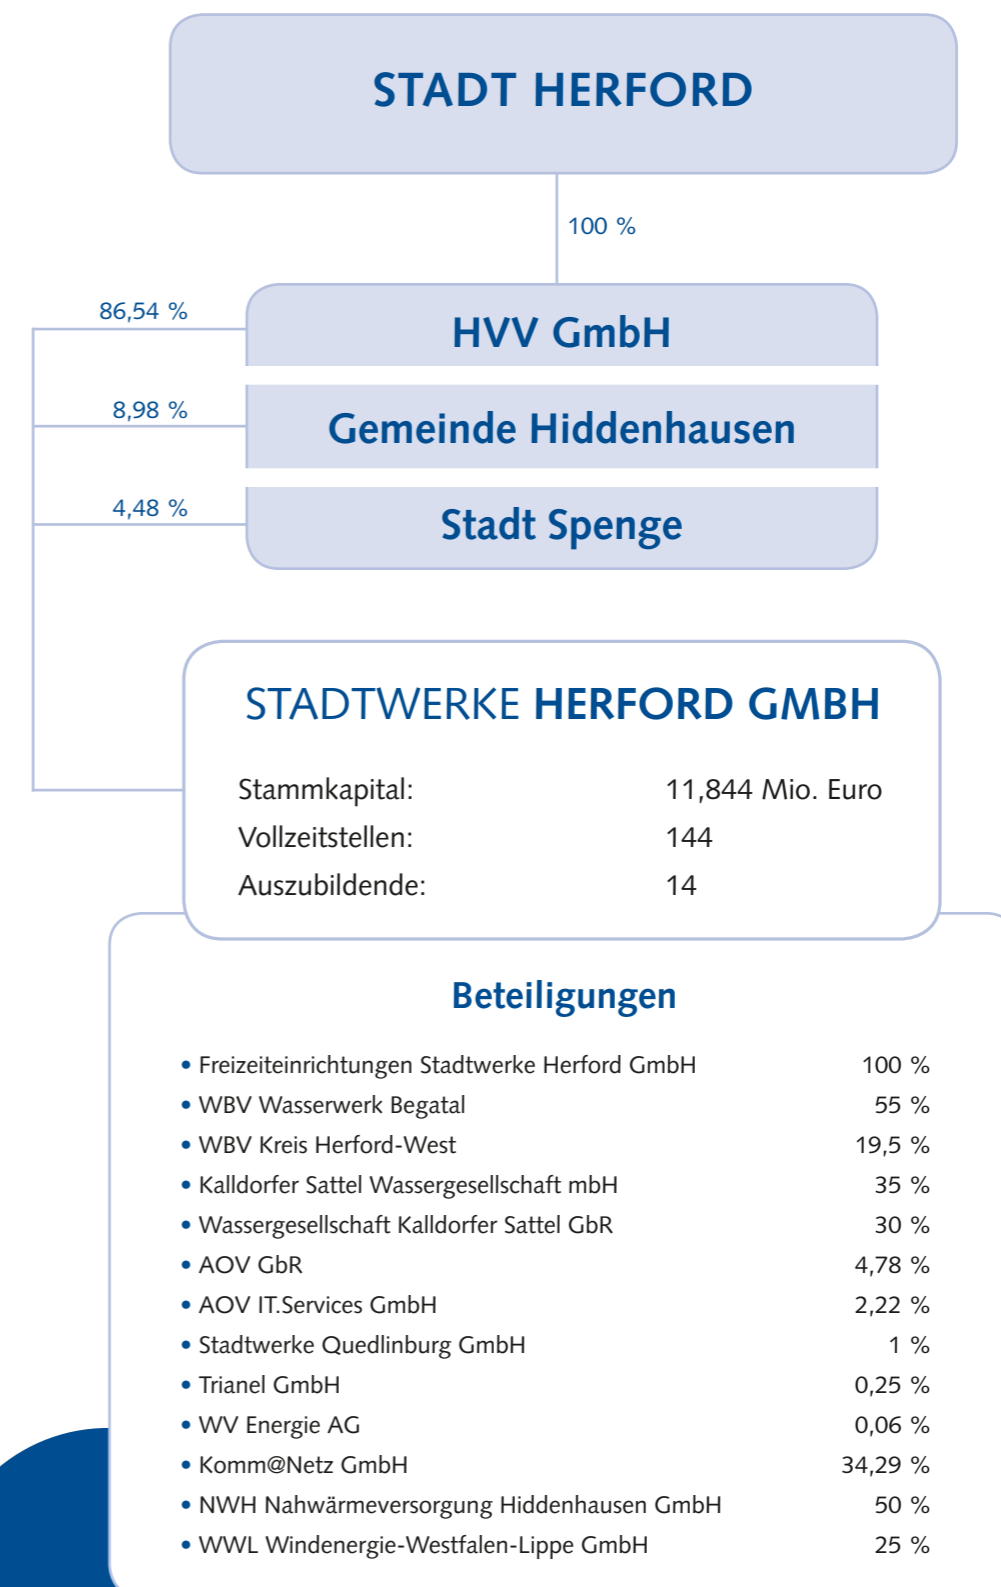 STADT HERFORD
100 %
86,54 %
HVV GmbH
8,98 %
Gemeinde Hiddenhausen
4,48 %
Stadt Spenge
STADTWERKE HERFORD GMBH
Stammkapital: 11,844 Mio. Euro
Vollzeitstellen: 144
Auszubildende: 14
Beteiligungen
• Freizeiteinrichtungen Stadtwerke Herford GmbH 100 %
• WBV Wasserwerk Begatal 55 %
• WBV Kreis Herford-West 19,5 %
• Kalldorfer Sattel Wassergesellschaft mbH 35 %
• Wassergesellschaft Kalldorfer Sattel GbR 30 %
• AOV GbR 4,78 %
• AOV IT.Services GmbH 2,22 %
• Stadtwerke Quedlinburg GmbH 1 %
• Trianel GmbH 0,25 %
• WV Energie AG 0,06 %
• Komm@Netz GmbH 34,29 %
• NWH Nahwärmeversorgung Hiddenhausen GmbH 50 %
• WWL Windenergie-Westfalen-Lippe GmbH 25 %